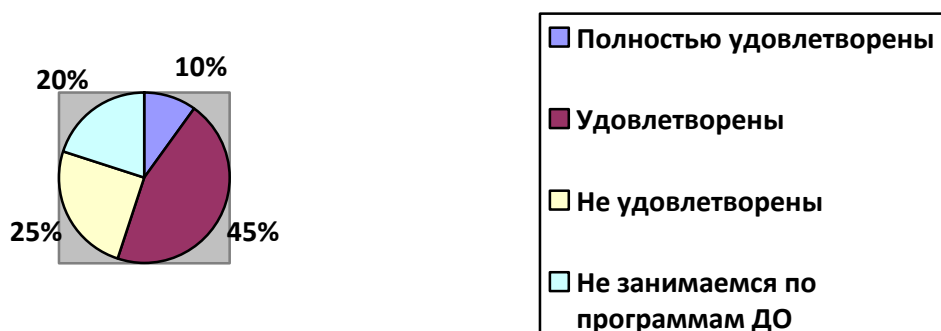 20%
10%
25%
45%
Полностью удовлетворены
Удовлетворены
Не удовлетворены
Не занимаемся по
программам ДО